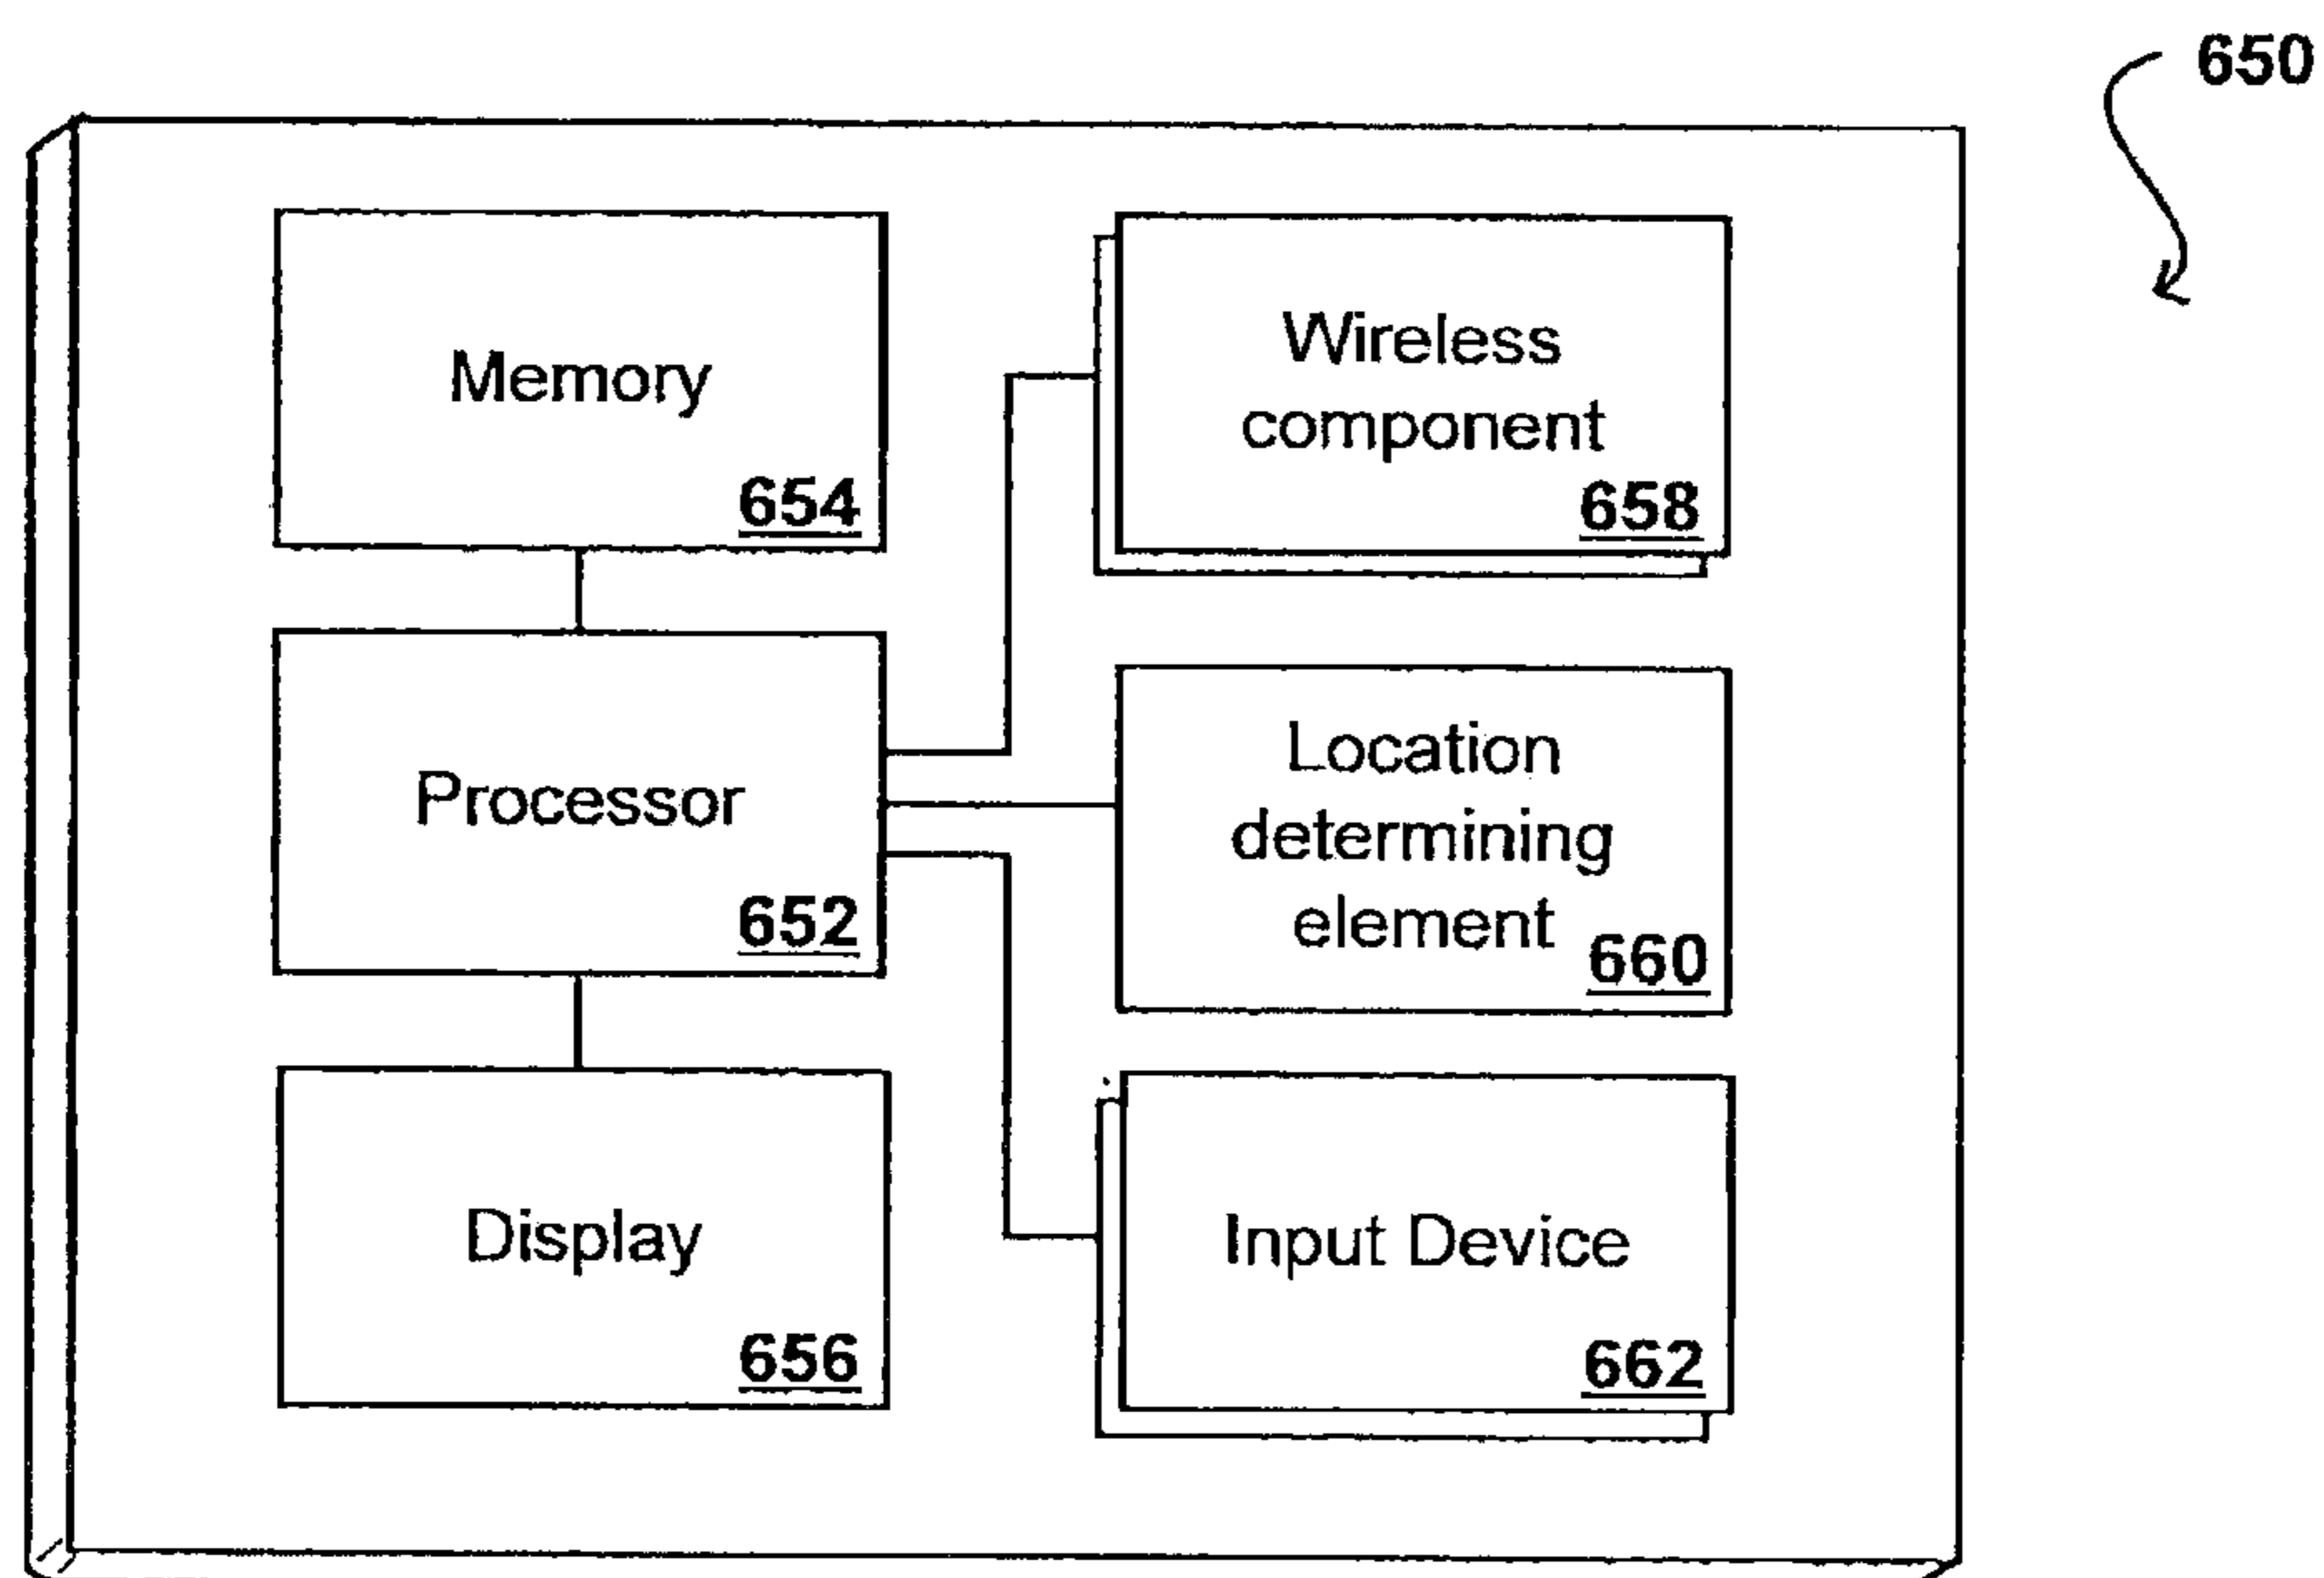 650
Memory
654
Wireless
component
658
Processor
652
Location
determining
element
660
Display
656
Input Device
662